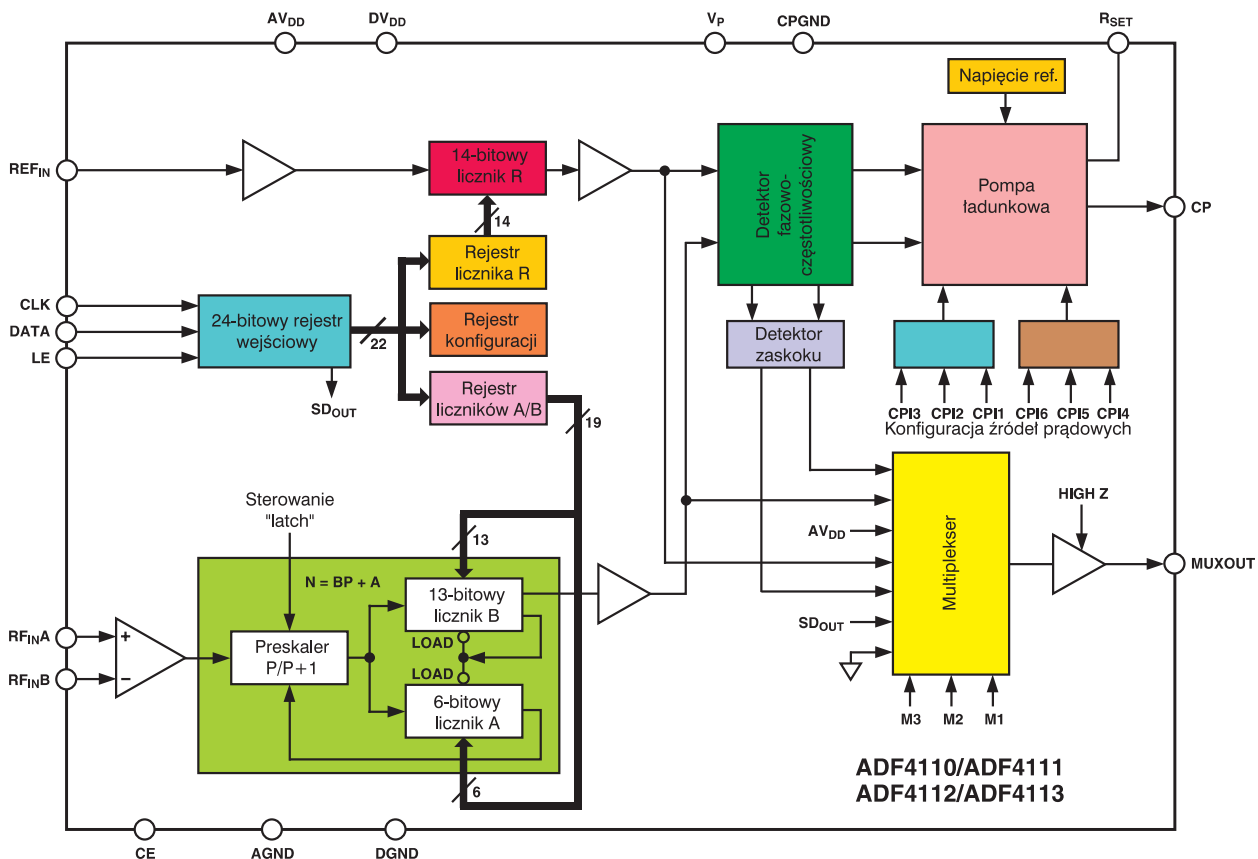 AVDD
DVDD
VP
CPGND
RSET
Napięcie ref.
REFIN
14-bitowy
licznik R
14
Detektor
fazowo-
częstotliwościowy
Pompa
ładunkowa
CP
Rejestr
licznika R
CLK
DATA
LE
24-bitowy rejestr
wejściowy
22
Rejestr
konfiguracji
SDOUT
Rejestr
liczników A/B
19
Detektor
zaskoku
CPI3
CPI2
CPI1
CPI6
CPI5
CPI4
Konfiguracja źródeł prądowych
Sterowanie
"latch"
13
N = BP + A
13-bitowy
licznik B
LOAD
LOAD
6-bitowy
licznik A
6
RFINA
RFINB
+
−
Preskaler
P/P+1
AVDD
SDOUT
Multiplekser
HIGH Z
MUXOUT
M3
M2
M1
ADF4110/ADF4111
ADF4112/ADF4113
CE
AGND
DGND